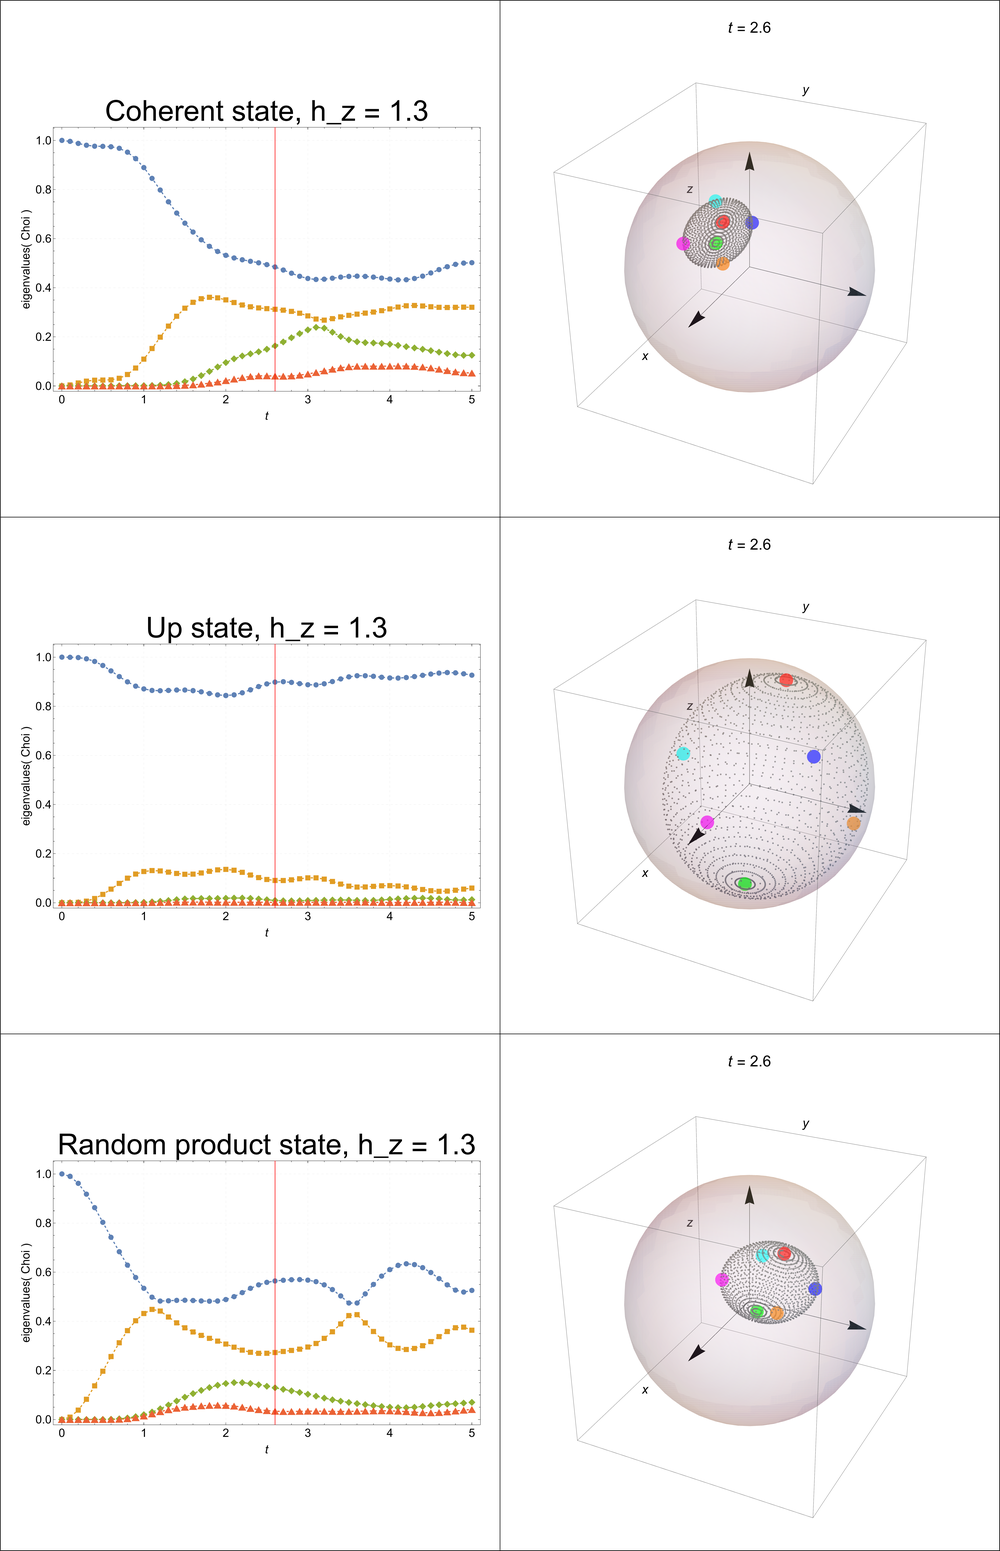 t = 2.6
y
Coherent state, h_z = 1.3
1.0
0.8
0.6
0.4
0.2
0.0
eigenvalues( Choi )
0 1 2 3 4 5
t
z
x
t = 2.6
y
Up state, h_z = 1.3
1.0
0.8
0.6
0.4
0.2
0.0
eigenvalues( Choi )
0 1 2 3 4 5
t
z
x
t = 2.6
y
Random product state, h_z = 1.3
1.0
0.8
0.6
0.4
0.2
0.0
eigenvalues( Choi )
0 1 2 3 4 5
t
z
x